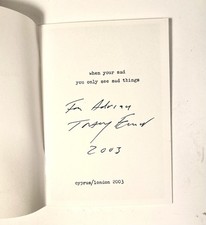 when your sad
you only see sad things
For Adrian
Tracey Emin
2003
cyprus/london 2003